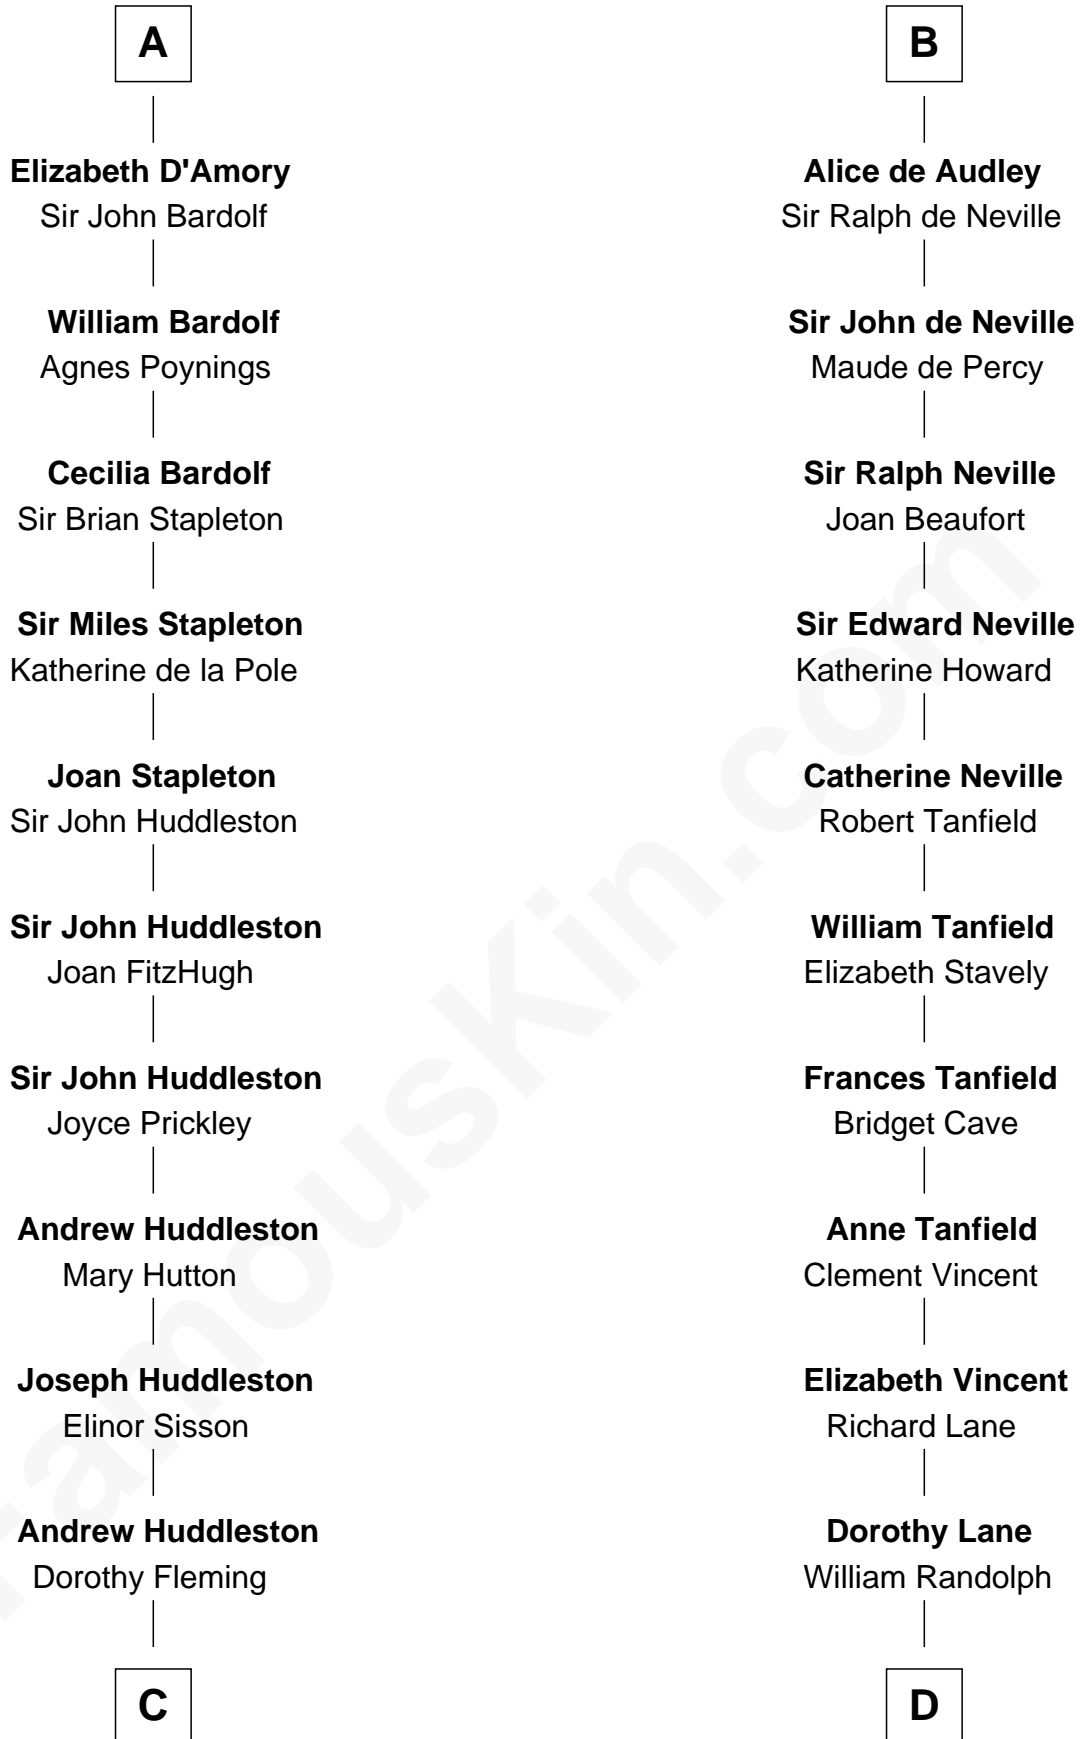 A
Elizabeth D'Amory
Sir John Bardolf
William Bardolf
Agnes Poynings
Cecilia Bardolf
Sir Brian Stapleton
Sir Miles Stapleton
Katherine de la Pole
Joan Stapleton
Sir John Huddleston
Sir John Huddleston
Joan FitzHugh
Sir John Huddleston
Joyce Prickley
Andrew Huddleston
Mary Hutton
Joseph Huddleston
Elinor Sisson
Andrew Huddleston
Dorothy Fleming
C
B
Alice de Audley
Sir Ralph de Neville
Sir John de Neville
Maude de Percy
Sir Ralph Neville
Joan Beaufort
Sir Edward Neville
Katherine Howard
Catherine Neville
Robert Tanfield
William Tanfield
Elizabeth Stavely
Frances Tanfield
Bridget Cave
Anne Tanfield
Clement Vincent
Elizabeth Vincent
Richard Lane
Dorothy Lane
William Randolph
D
FamousKin.com